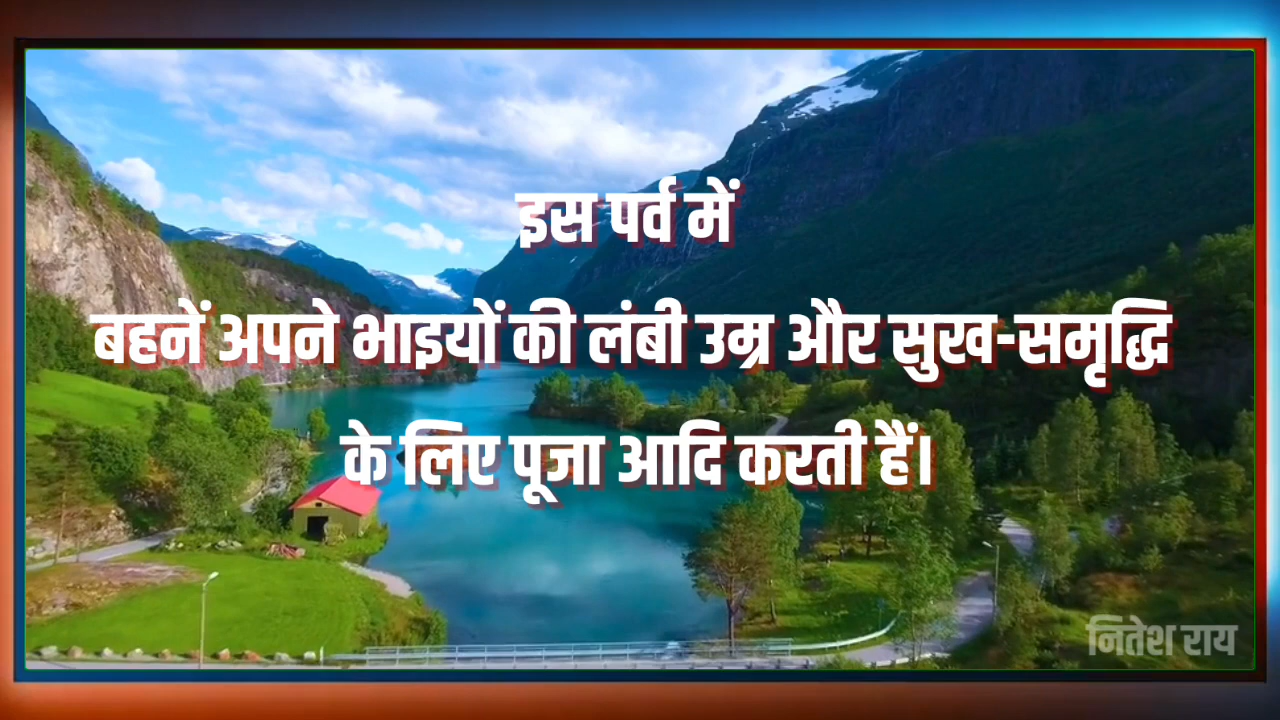 इस पर्व में
बहनें अपने भाइयों की लंबी उम्र और सुख-समृद्धि
के लिए पूजा आदि करती हैं।
नितेश राय